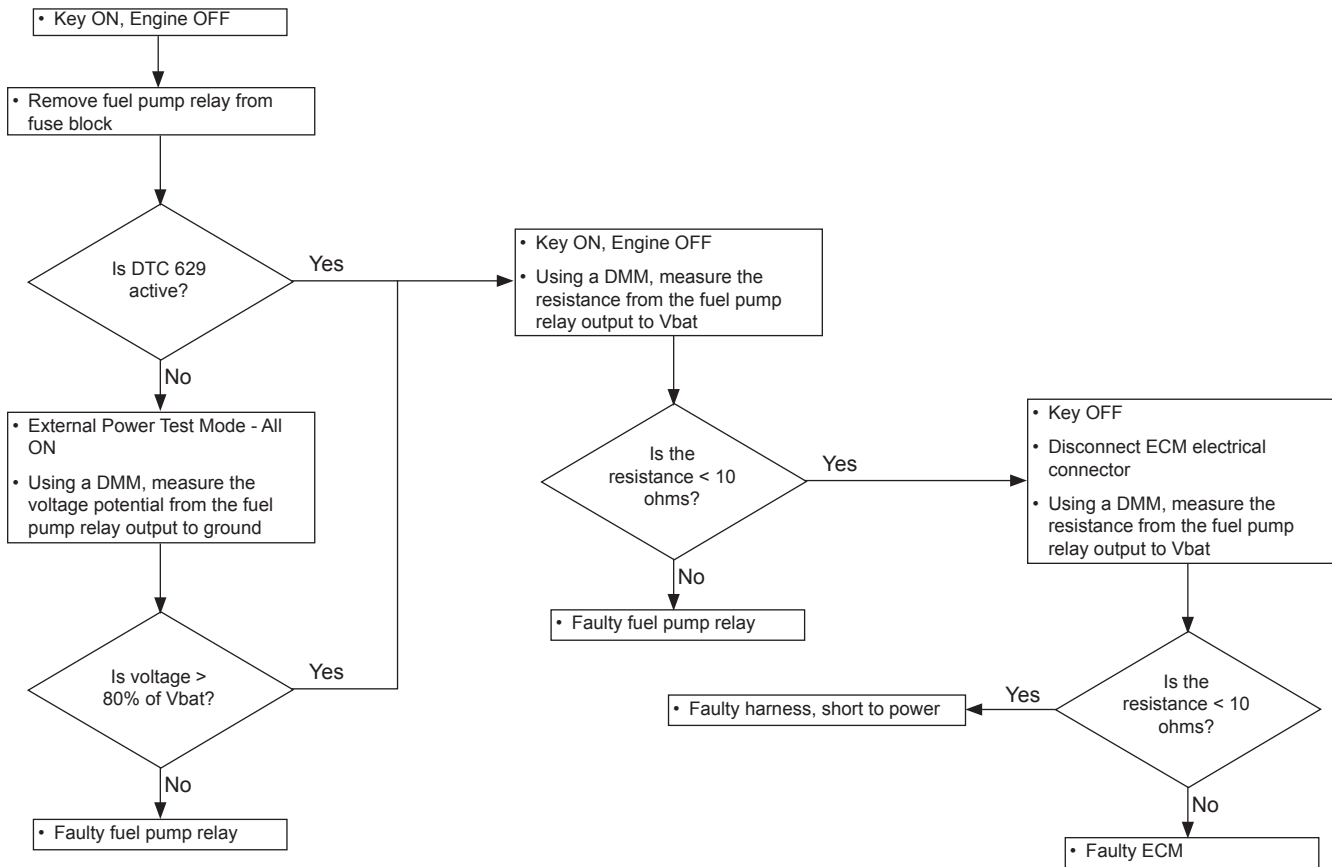 • Key ON, Engine OFF
• Remove fuel pump relay from
fuse block
Is DTC 629
active?
Yes
No
• External Power Test Mode - All
ON
• Using a DMM, measure the
voltage potential from the fuel
pump relay output to ground
Is voltage >
80% of Vbat?
Yes
No
• Faulty fuel pump relay
• Key ON, Engine OFF
• Using a DMM, measure the
resistance from the fuel pump
relay output to Vbat
Is the
resistance < 10
ohms?
Yes
No
• Faulty fuel pump relay
• Key OFF
• Disconnect ECM electrical
connector
• Using a DMM, measure the
resistance from the fuel pump
relay output to Vbat
Is the
resistance < 10
ohms?
Yes
• Faulty harness, short to power
No
• Faulty ECM